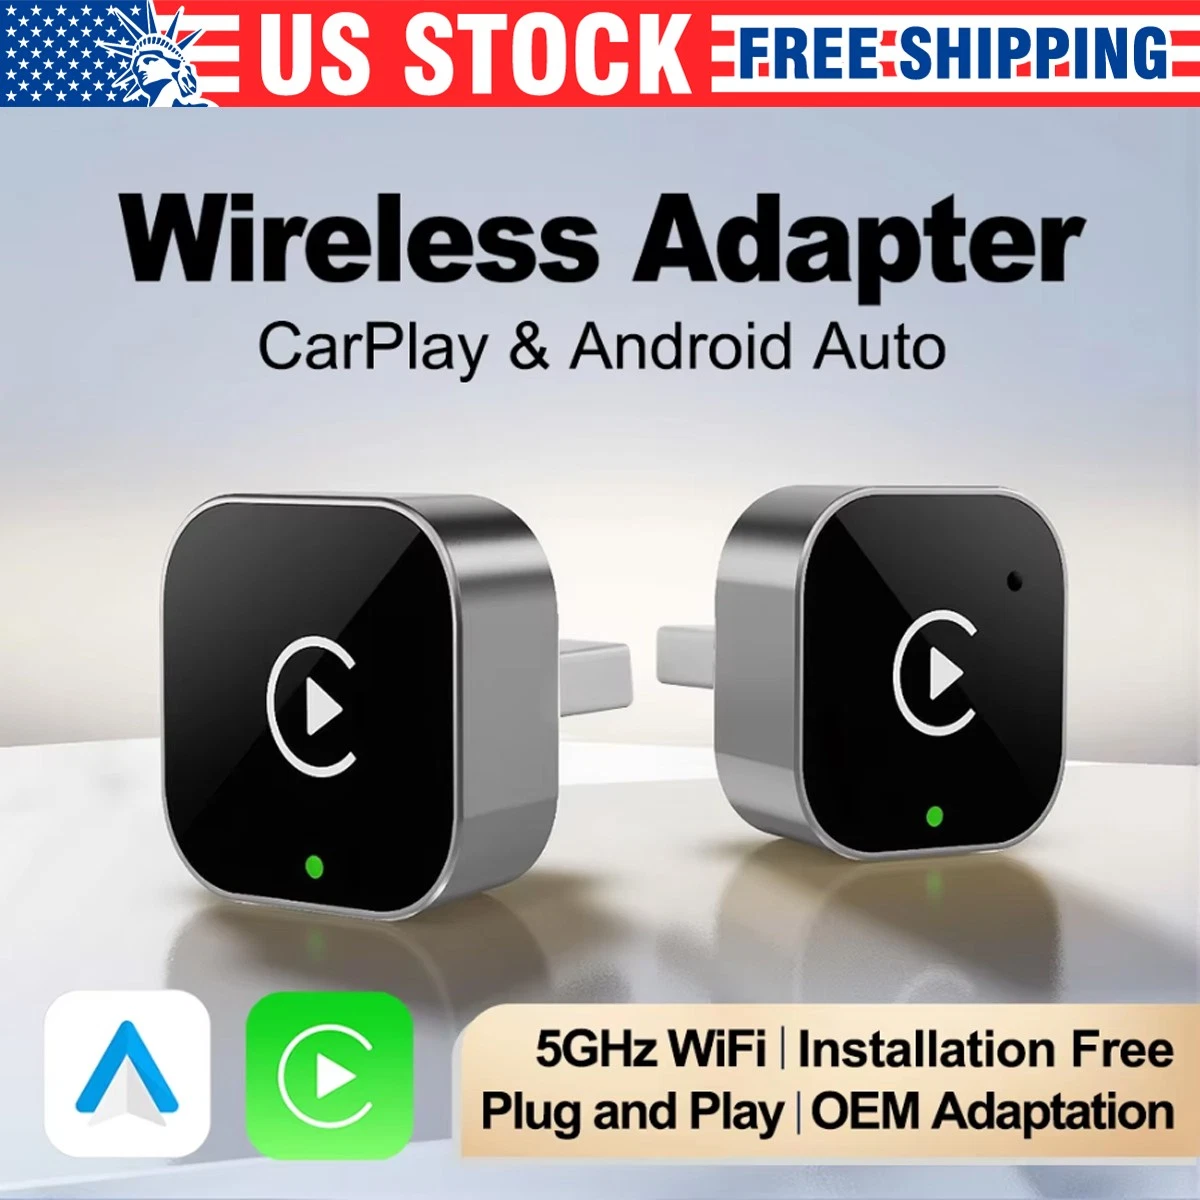 US STOCK FREE SHIPPING
Wireless Adapter
CarPlay & Android Auto
5GHz WiFi | Installation Free
Plug and Play | OEM Adaptation